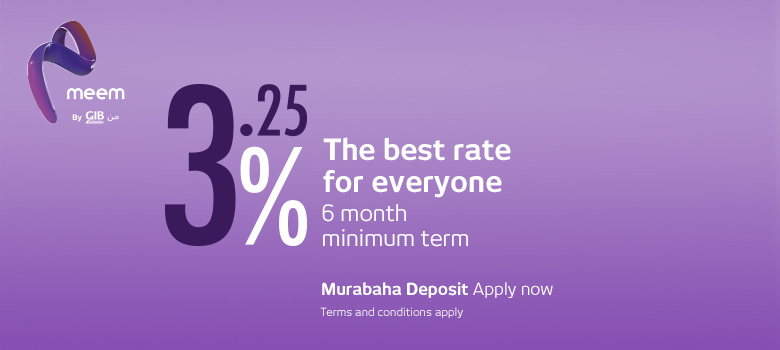 meem
By GIB من
3.25%
The best rate
for everyone
6 month
minimum term
Murabaha Deposit Apply now
Terms and conditions apply